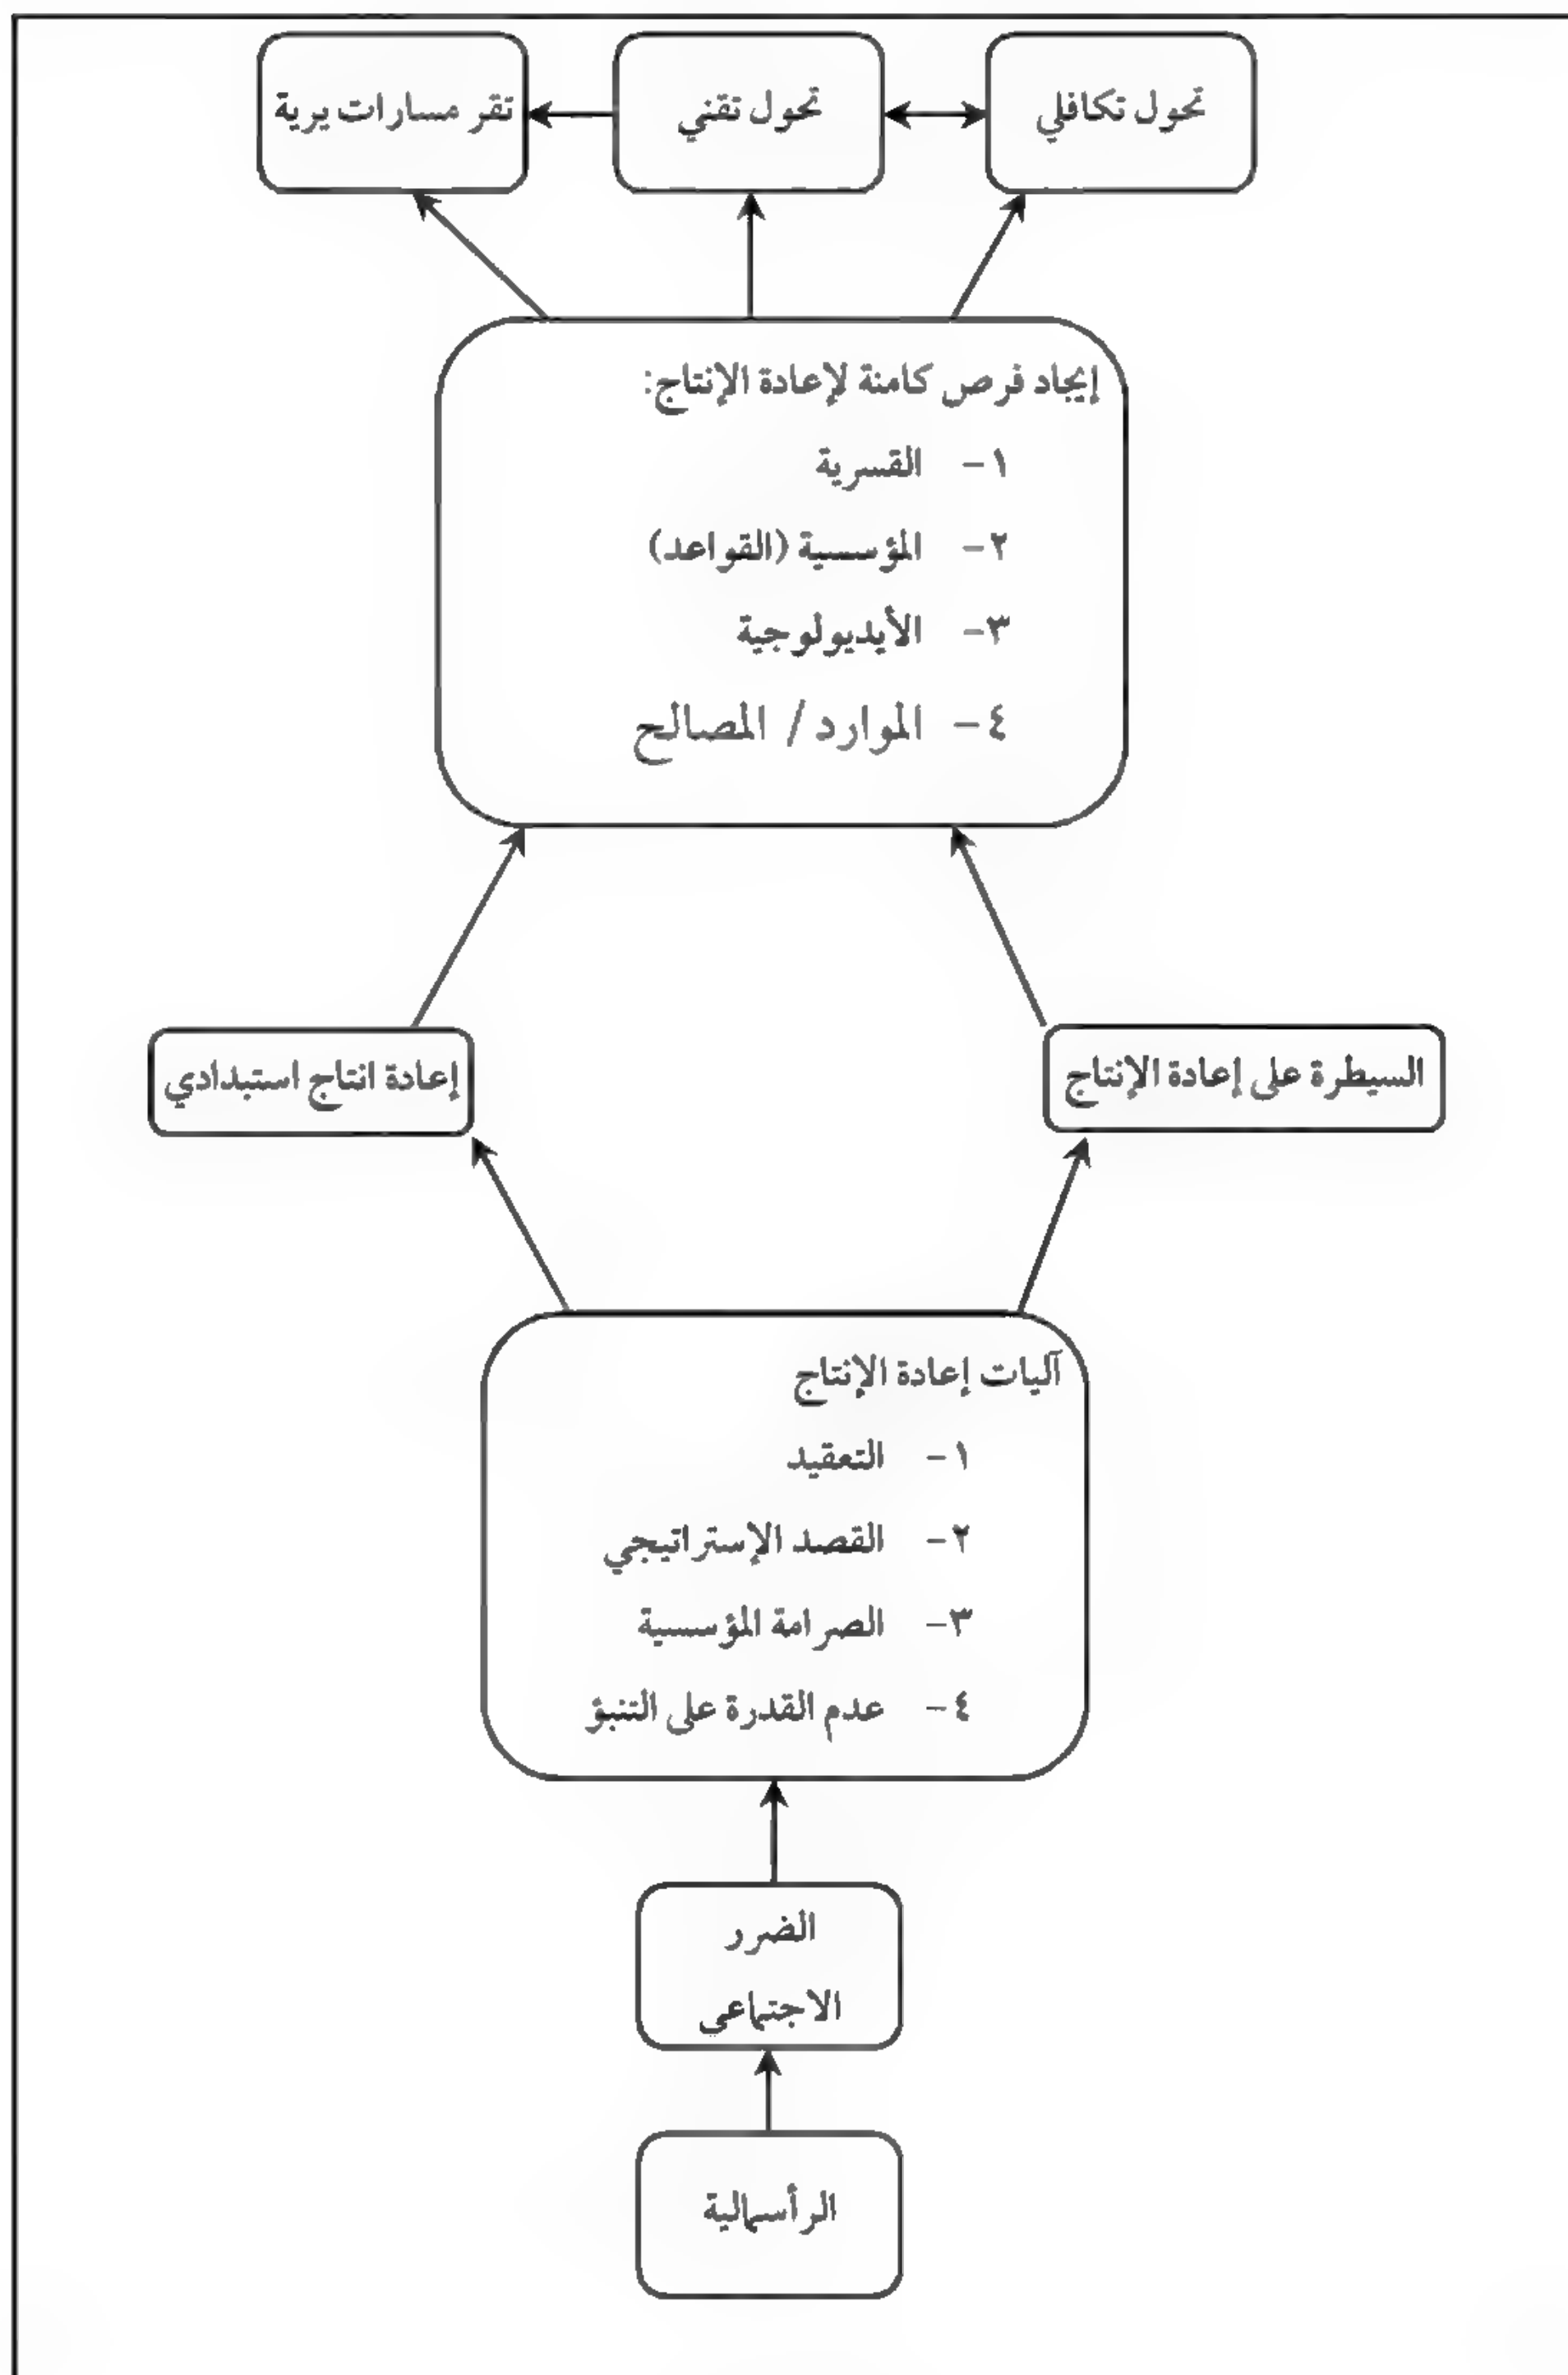 تحول تكافلي
تحول تقني
تقر مسارات يرية
إيجاد فرص كامنة لإعادة الإنتاج:
١- القسرية
٢- المؤسسية (القواعد)
٣- الأيديولوجية
٤- الموارد/ المصالح
السيطرة على إعادة الإنتاج
إعادة انتاج استبدادي
آليات إعادة الإنتاج
١- التعقيد
٢- القصد الإستراتيجي
٣- الصرامة المؤسسية
٤- عدم القدرة على التنبؤ
الضرر
الاجتماعي
الرأسمالية